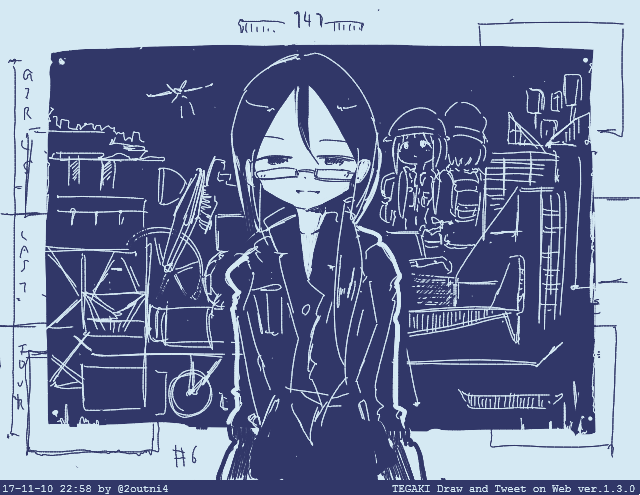 747
GIRLS'
LAST
TOUR
#6
17-11-10 22:58 by @2outni4
TEGAKI Draw and Tweet on Web ver.1.3.0